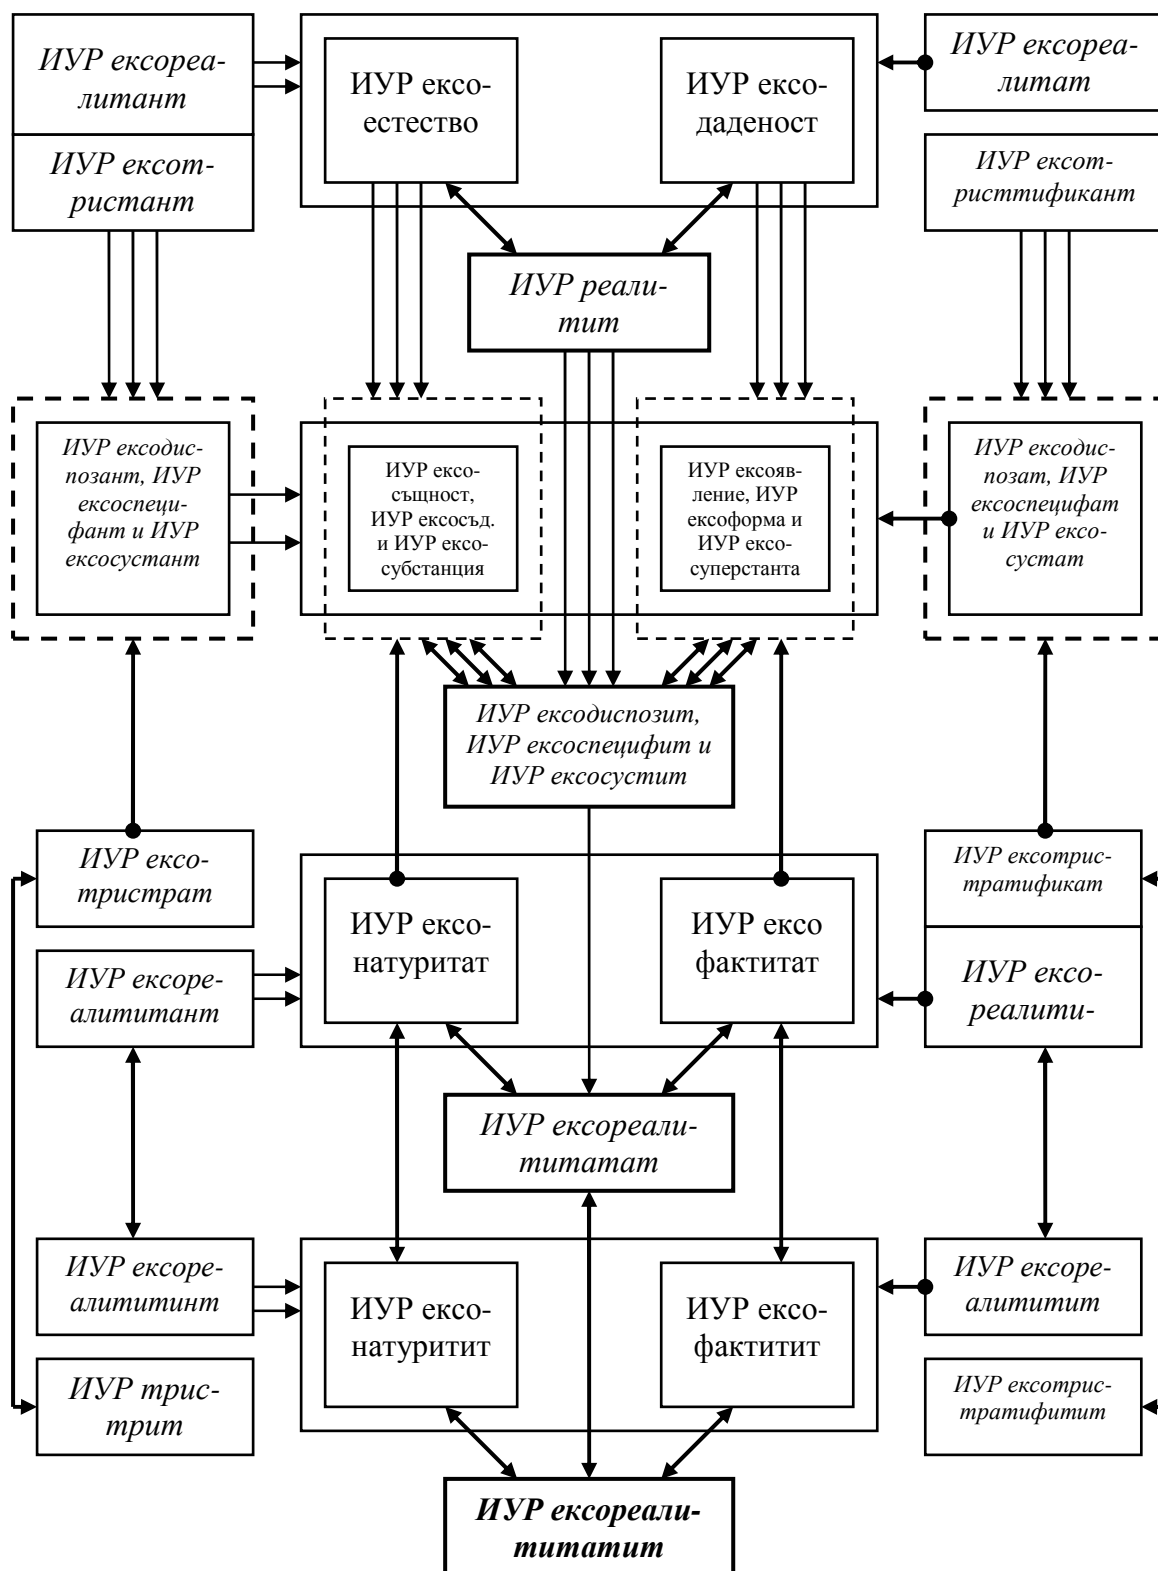 ИУР ексореа-
литант
ИУР ексо-
естество
ИУР ексо-
даденост
ИУР ексореа-
литат
ИУР ексот-
ристант
ИУР ексот-
ристтификант
ИУР реали-
тит
ИУР ексодис-
позант, ИУР
ексоспеци-
фант и ИУР
ексосустант
ИУР ексо-
същност,
ИУР ексосъд.
и ИУР ексо-
субстанция
ИУР ексояв-
ление, ИУР
ексоформа и
ИУР ексо-
суперстанта
ИУР ексодис-
позат, ИУР
ексоспецифат
и ИУР ексо-
сустат
ИУР ексодиспозит,
ИУР ексоспецифит и
ИУР ексосустит
ИУР ексо-
тристрат
ИУР ексо-
натуритат
ИУР ексо
фактитат
ИУР ексотрис-
тратификат
ИУР ексоре-
алититант
ИУР ексо-
реалити-
ИУР ексореали-
титатат
ИУР ексоре-
алититинт
ИУР ексо-
натуритит
ИУР ексо-
фактитит
ИУР ексоре-
алититит
ИУР трис-
трит
ИУР ексотрис-
тратифитит
ИУР ексореали-
титатит